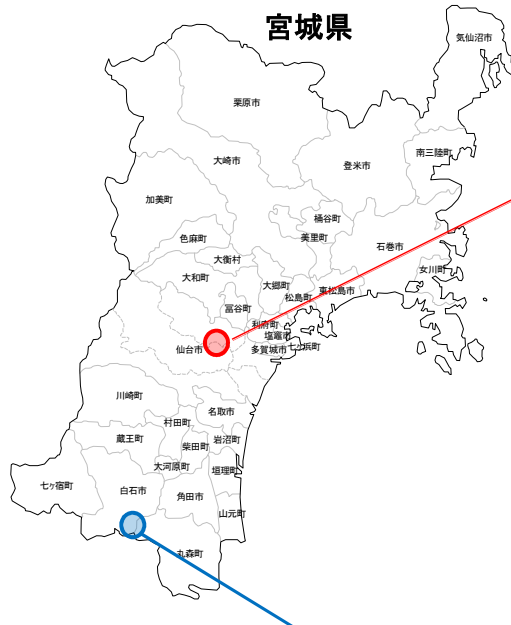 宮城県
気仙沼市
栗原市
南三陸町
大崎市
登米市
加美町
桶谷町
色麻町
美里町
石巻市
大衡村
女川町
大和町
大郷町
松島町
東松島市
冨谷町
利府町
塩竈市
仙台市
多賀城市
七ヶ浜町
川崎町
名取市
村田町
蔵王町
岩沼町
柴田町
大河原町
垣理町
七ヶ宿町
白石市
角田市
山元町
丸森町